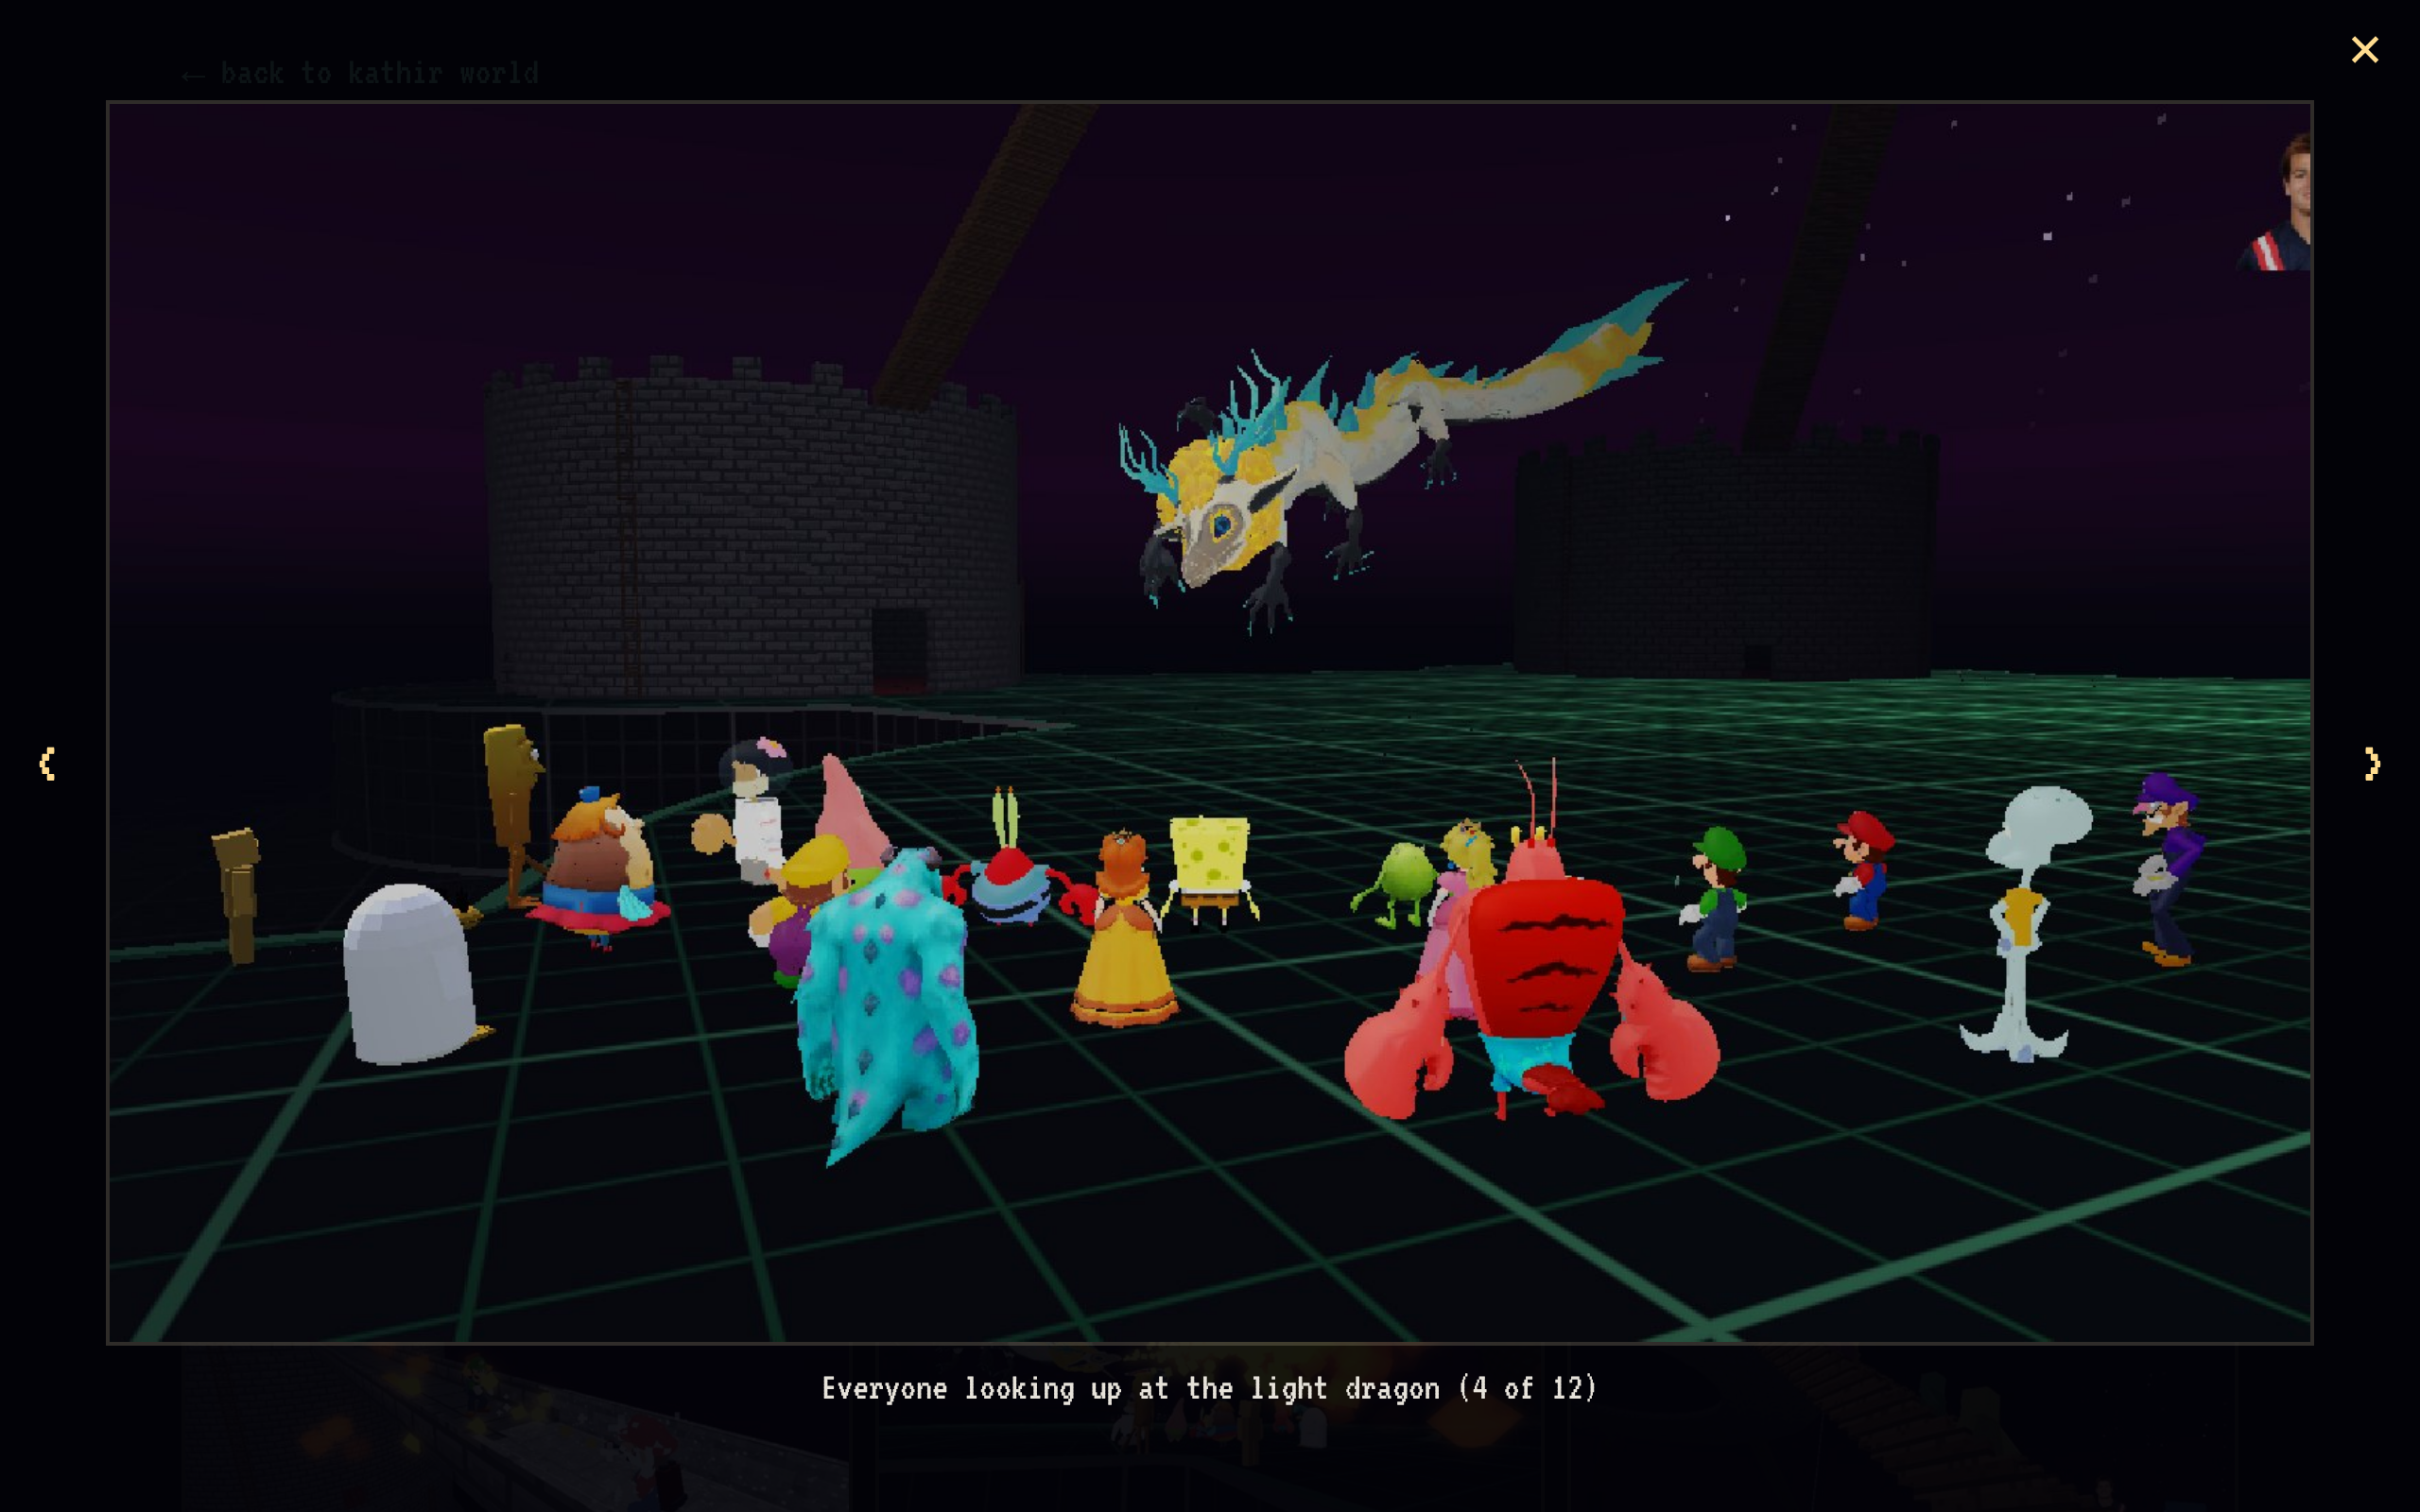 ← back to kathir world
Everyone looking up at the light dragon (4 of 12)